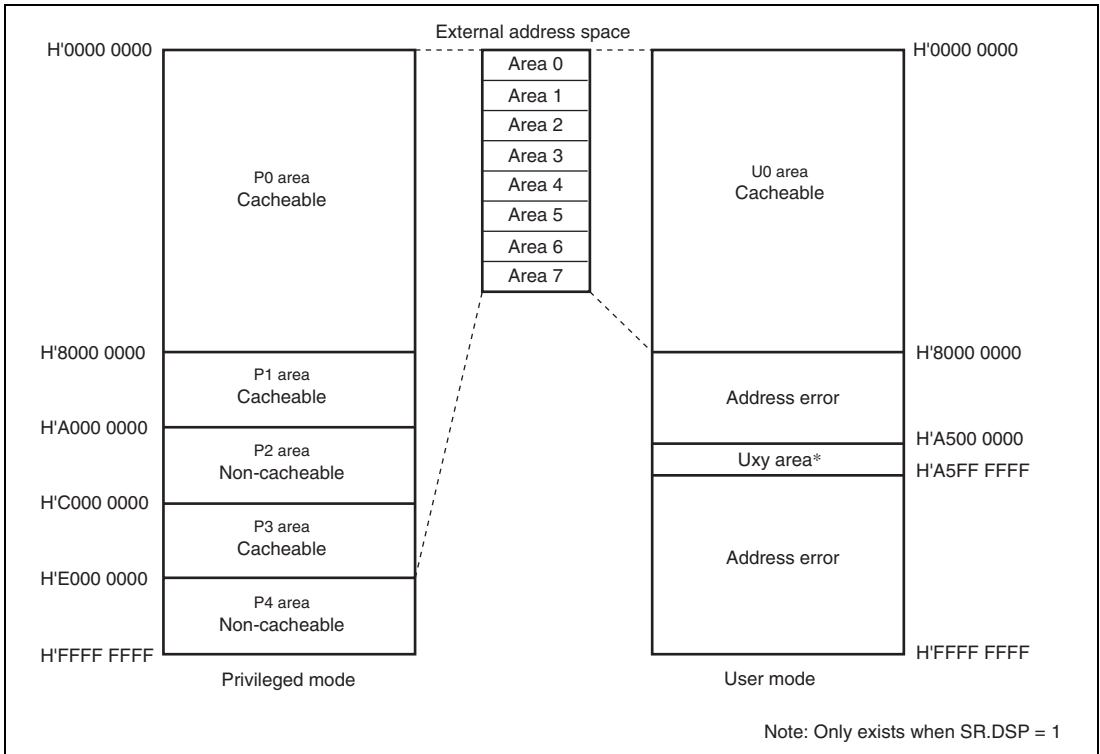 External address space
H'0000 0000
P0 area
Cacheable
H'8000 0000
P1 area
Cacheable
H'A000 0000
P2 area
Non-cacheable
H'C000 0000
P3 area
Cacheable
H'E000 0000
P4 area
Non-cacheable
H'FFFF FFFF
Privileged mode
Area 0
Area 1
Area 2
Area 3
Area 4
Area 5
Area 6
Area 7
H'0000 0000
U0 area
Cacheable
H'8000 0000
Address error
H'A500 0000
Uxy area*
H'A5FF FFFF
Address error
H'FFFF FFFF
User mode
Note: Only exists when SR.DSP = 1